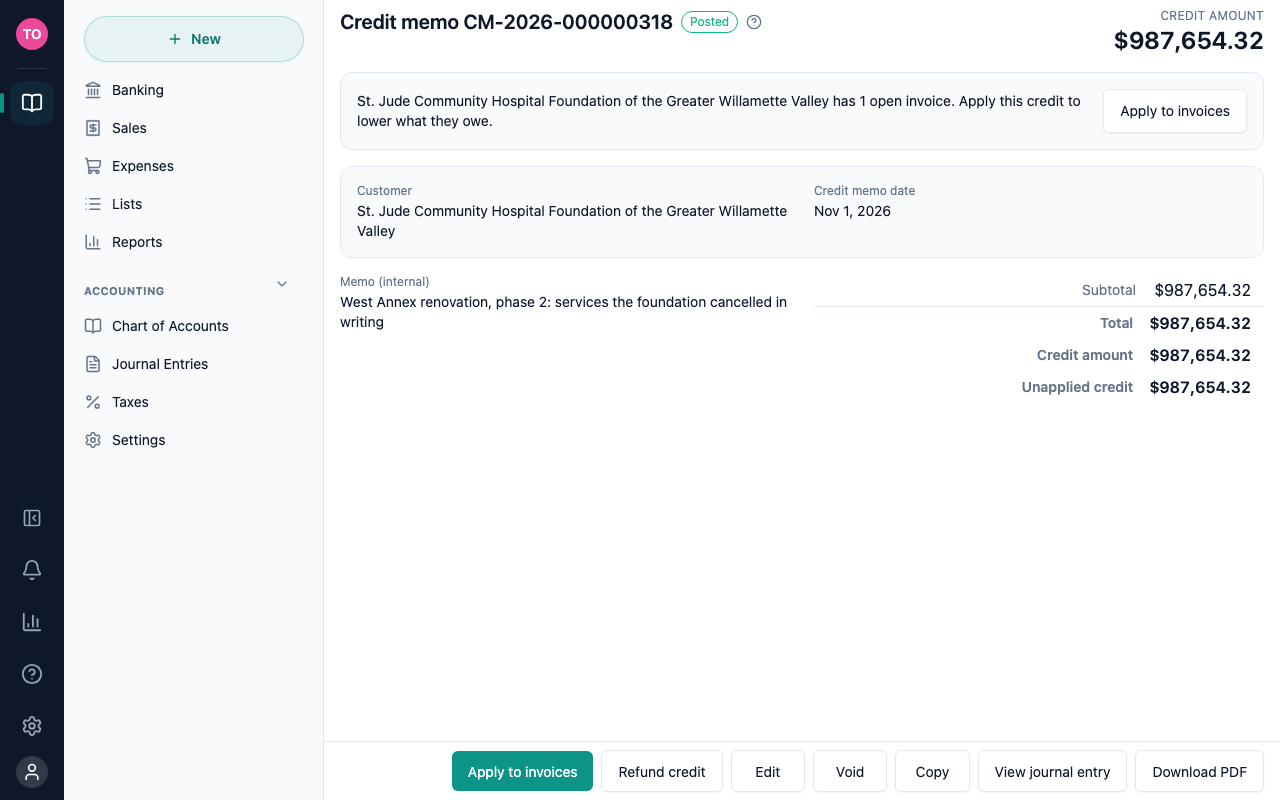 TO
New
Banking
Sales
Expenses
Lists
Reports
ACCOUNTING
Chart of Accounts
Journal Entries
Taxes
Settings
Credit memo CM-2026-000000318
Posted
CREDIT AMOUNT
$987,654.32
St. Jude Community Hospital Foundation of the Greater Willamette Valley has 1 open invoice. Apply this credit to
lower what they owe.
Apply to invoices
Customer
St. Jude Community Hospital Foundation of the Greater Willamette
Valley
Credit memo date
Nov 1, 2026
Memo (internal)
West Annex renovation, phase 2: services the foundation cancelled in
writing
Subtotal $987,654.32
Total $987,654.32
Credit amount $987,654.32
Unapplied credit $987,654.32
Apply to invoices
Refund credit
Edit
Void
Copy
View journal entry
Download PDF